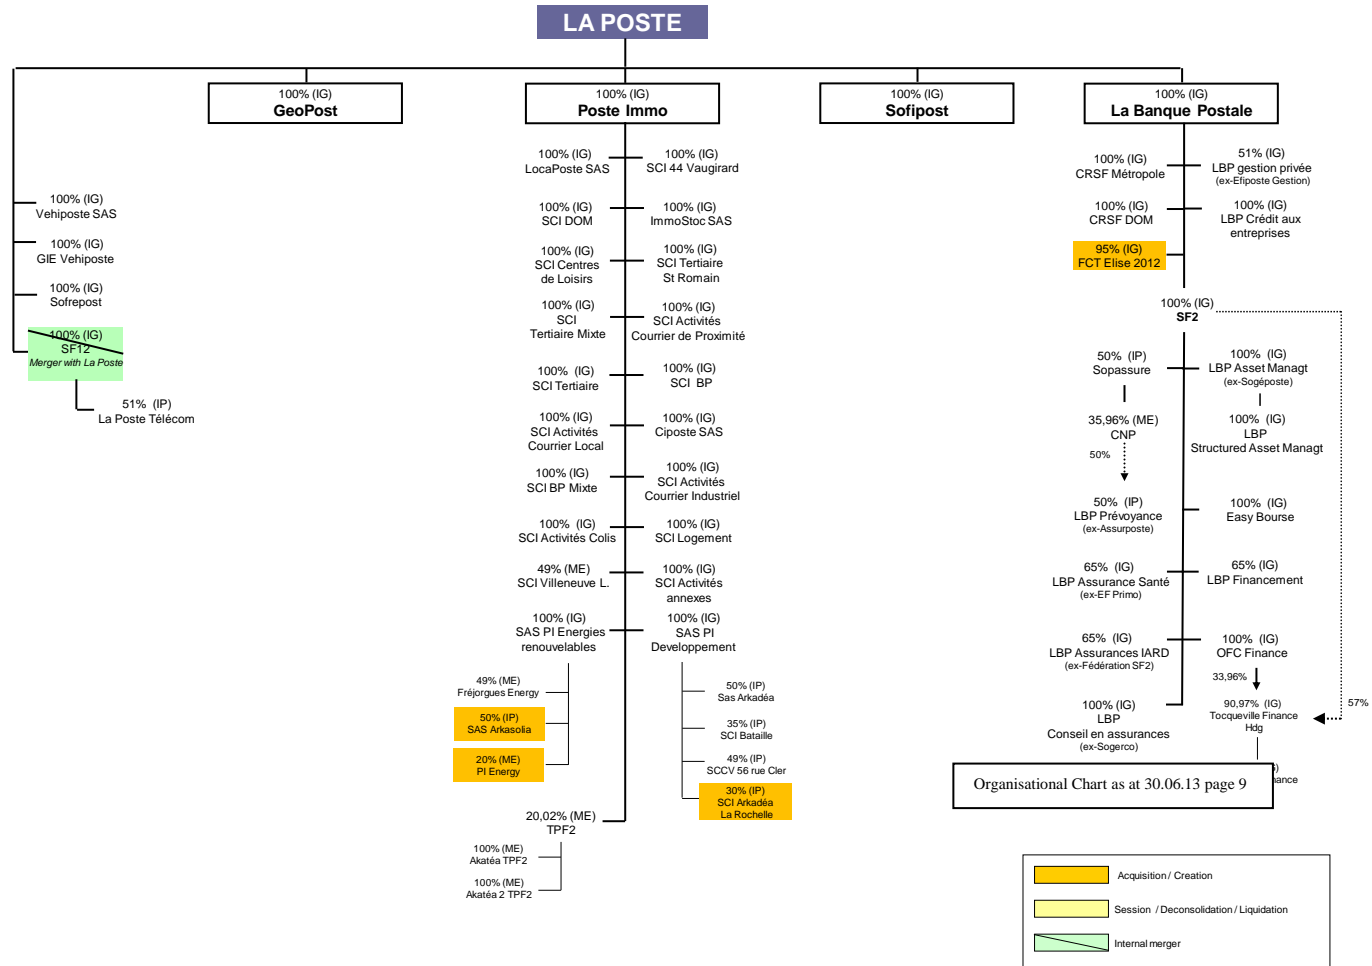 LA POSTE
100% (IG)
GeoPost
100% (IG)
Poste Immo
100% (IG)
Sofipost
100% (IG)
La Banque Postale
100% (IG)
Vehiposte SAS
100% (IG)
GIE Vehiposte
100% (IG)
Sofrepost
100% (IG)
SF12
Merger with La Poste
51% (IP)
La Poste Télécom
100% (IG)
LocaPoste SAS
100% (IG)
SCI 44 Vaugirard
100% (IG)
SCI DOM
100% (IG)
ImmoStoc SAS
100% (IG)
SCI Centres
de Loisirs
100% (IG)
SCI Tertiaire
St Romain
100% (IG)
SCI
Tertiaire Mixte
100% (IG)
SCI Activités
Courrier de Proximité
100% (IG)
SCI Tertiaire
100% (IG)
SCI BP
100% (IG)
SCI Activités
Courrier Local
100% (IG)
Ciposte SAS
100% (IG)
SCI BP Mixte
100% (IG)
SCI Activités
Courrier Industriel
100% (IG)
SCI Activités Colis
100% (IG)
SCI Logement
49% (ME)
SCI Villeneuve L.
100% (IG)
SCI Activités
annexes
100% (IG)
SAS PI Energies
renouvelables
100% (IG)
SAS PI
Developpement
49% (ME)
Fréjorgues Energy
50% (IP)
SAS Arkasolia
20% (ME)
PI Energy
50% (IP)
Sas Arkadéa
35% (IP)
SCI Bataille
49% (IP)
SCCV 56 rue Cler
30% (IP)
SCI Arkadéa
La Rochelle
20,02% (ME)
TPF2
100% (ME)
Akatéa TPF2
100% (ME)
Akatéa 2 TPF2
100% (IG)
CRSF Métropole
51% (IG)
LBP gestion privée
(ex-Efiposte Gestion)
100% (IG)
CRSF DOM
100% (IG)
LBP Crédit aux
entreprises
95% (IG)
FCT Elise 2012
100% (IG)
SF2
50% (IP)
Sopassure
100% (IG)
LBP Asset Managt
(ex-Sogéposte)
35,96% (ME)
CNP
50%
100% (IG)
LBP
Structured Asset Managt
50% (IP)
LBP Prévoyance
(ex-Assurposte)
100% (IG)
Easy Bourse
65% (IG)
LBP Assurance Santé
(ex-EF Primo)
65% (IG)
LBP Financement
65% (IG)
LBP Assurances IARD
(ex-Fédération SF2)
100% (IG)
OFC Finance
33,96%
100% (IG)
LBP
Conseil en assurances
(ex-Sogerco)
90,97% (IG)
Tocqueville Finance
Hdg
57%
Organisational Chart as at 30.06.13 page 9
Acquisition / Creation
Session / Deconsolidation / Liquidation
Internal merger